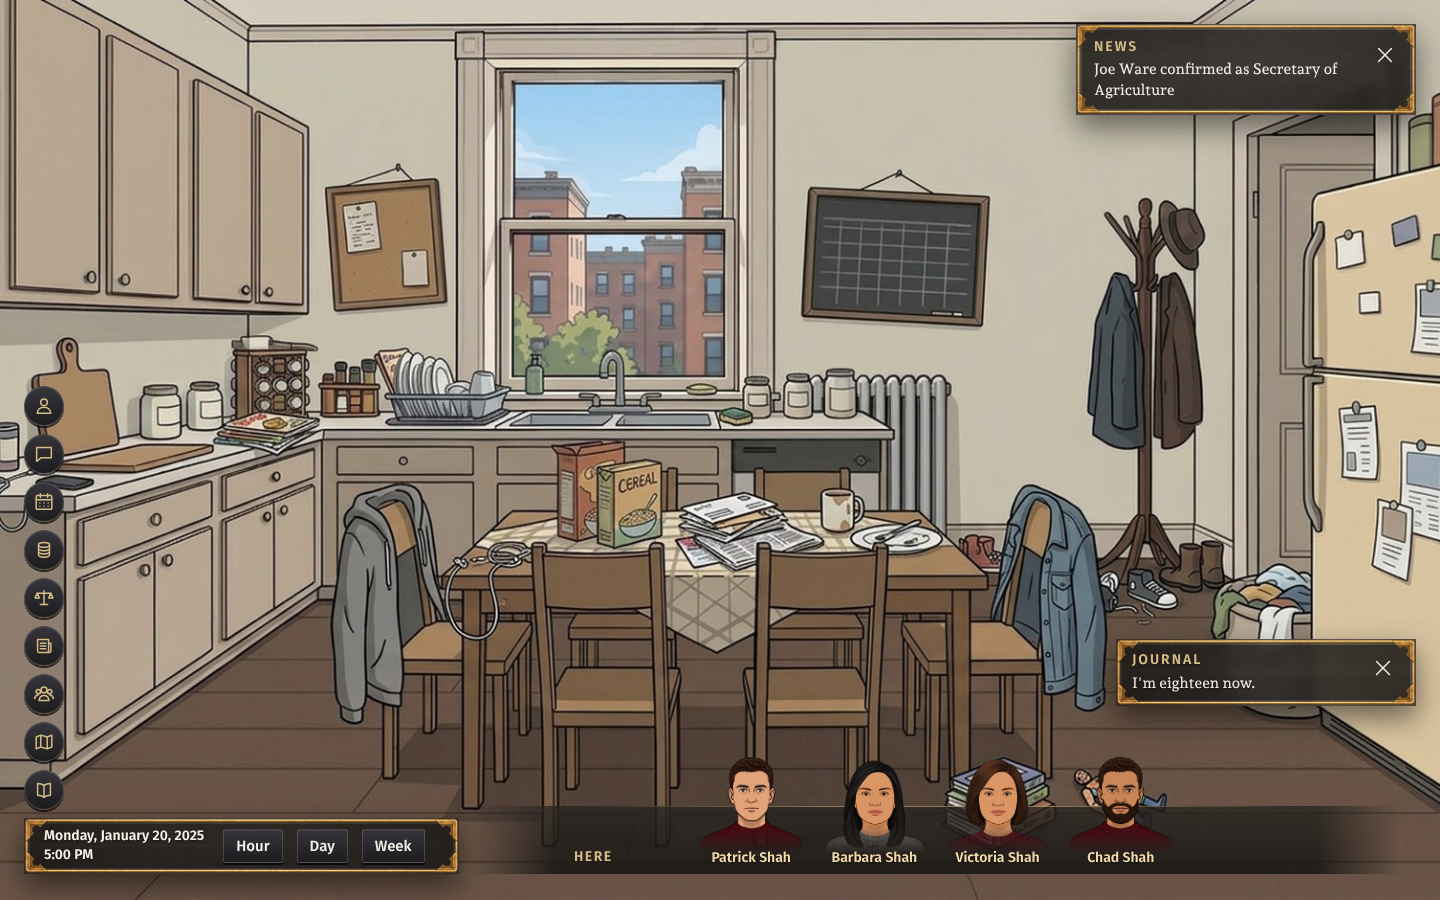 NEWS
Joe Ware confirmed as Secretary of
Agriculture
CEREAL
JOURNAL
I'm eighteen now.
Monday, January 20, 2025
5:00 PM
Hour
Day
Week
HERE
Patrick Shah
Barbara Shah
Victoria Shah
Chad Shah